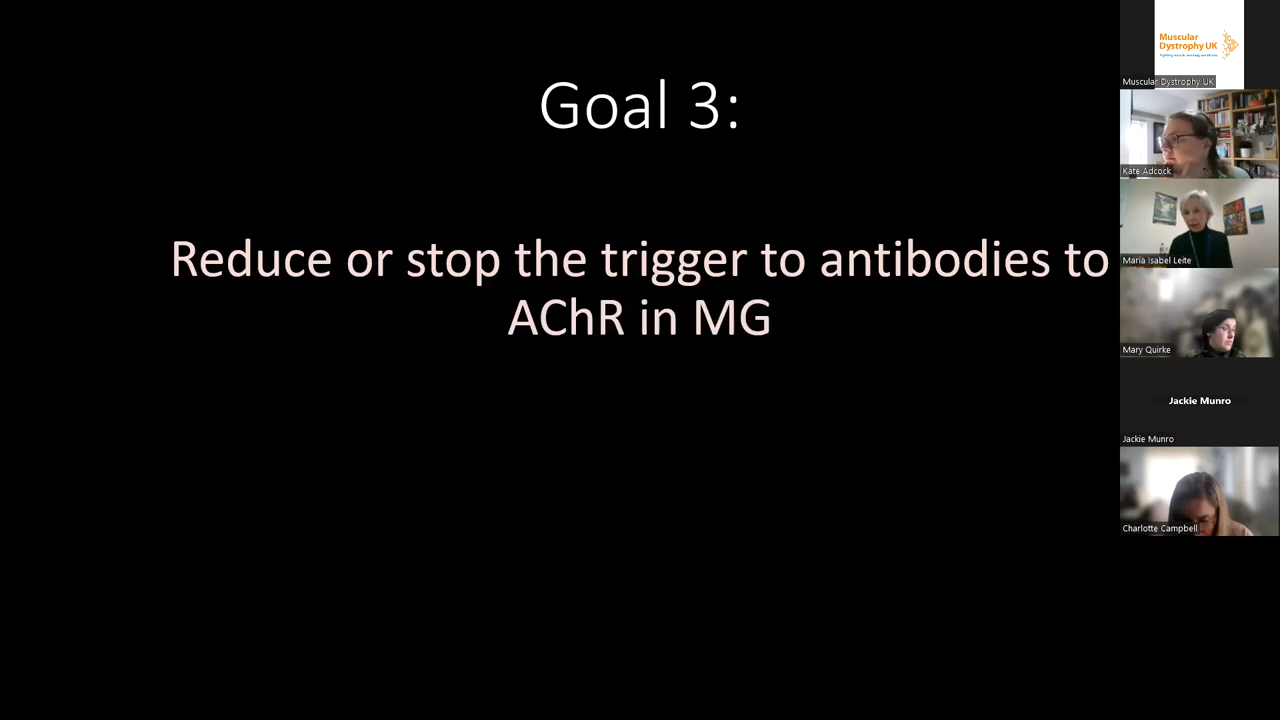 Goal 3:
Reduce or stop the trigger to antibodies to
AChR in MG
Muscular
Dystrophy UK
Muscular Dystrophy UK
Kate Adcock
Maria Isabel Leite
Mary Quirke
Jackie Munro
Jackie Munro
Charlotte Campbell